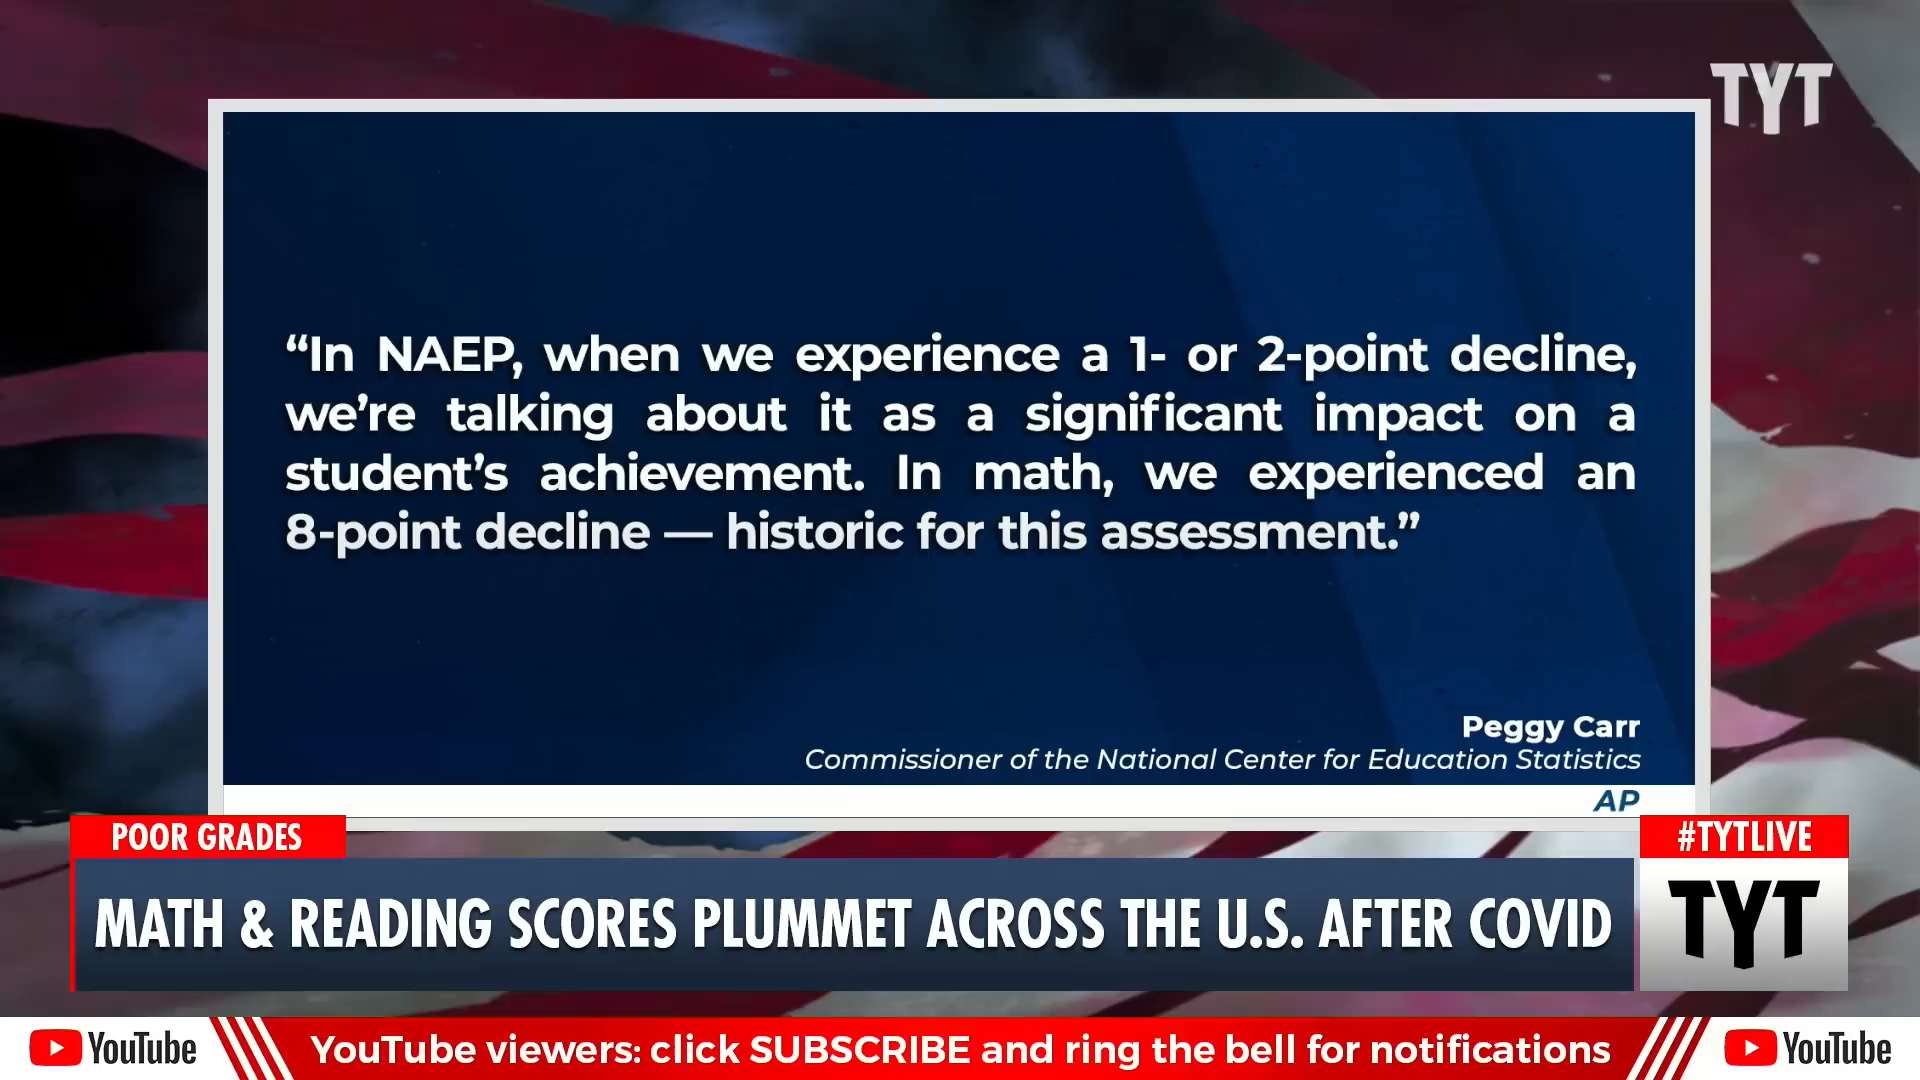 TYT
“In NAEP, when we experience a 1- or 2-point decline,
we’re talking about it as a significant impact on a
student’s achievement. In math, we experienced an
8-point decline — historic for this assessment.”
Peggy Carr
Commissioner of the National Center for Education Statistics
AP
POOR GRADES
#TYTLIVE
MATH & READING SCORES PLUMMET ACROSS THE U.S. AFTER COVID
TYT
YouTube
YouTube viewers: click SUBSCRIBE and ring the bell for notifications
YouTube